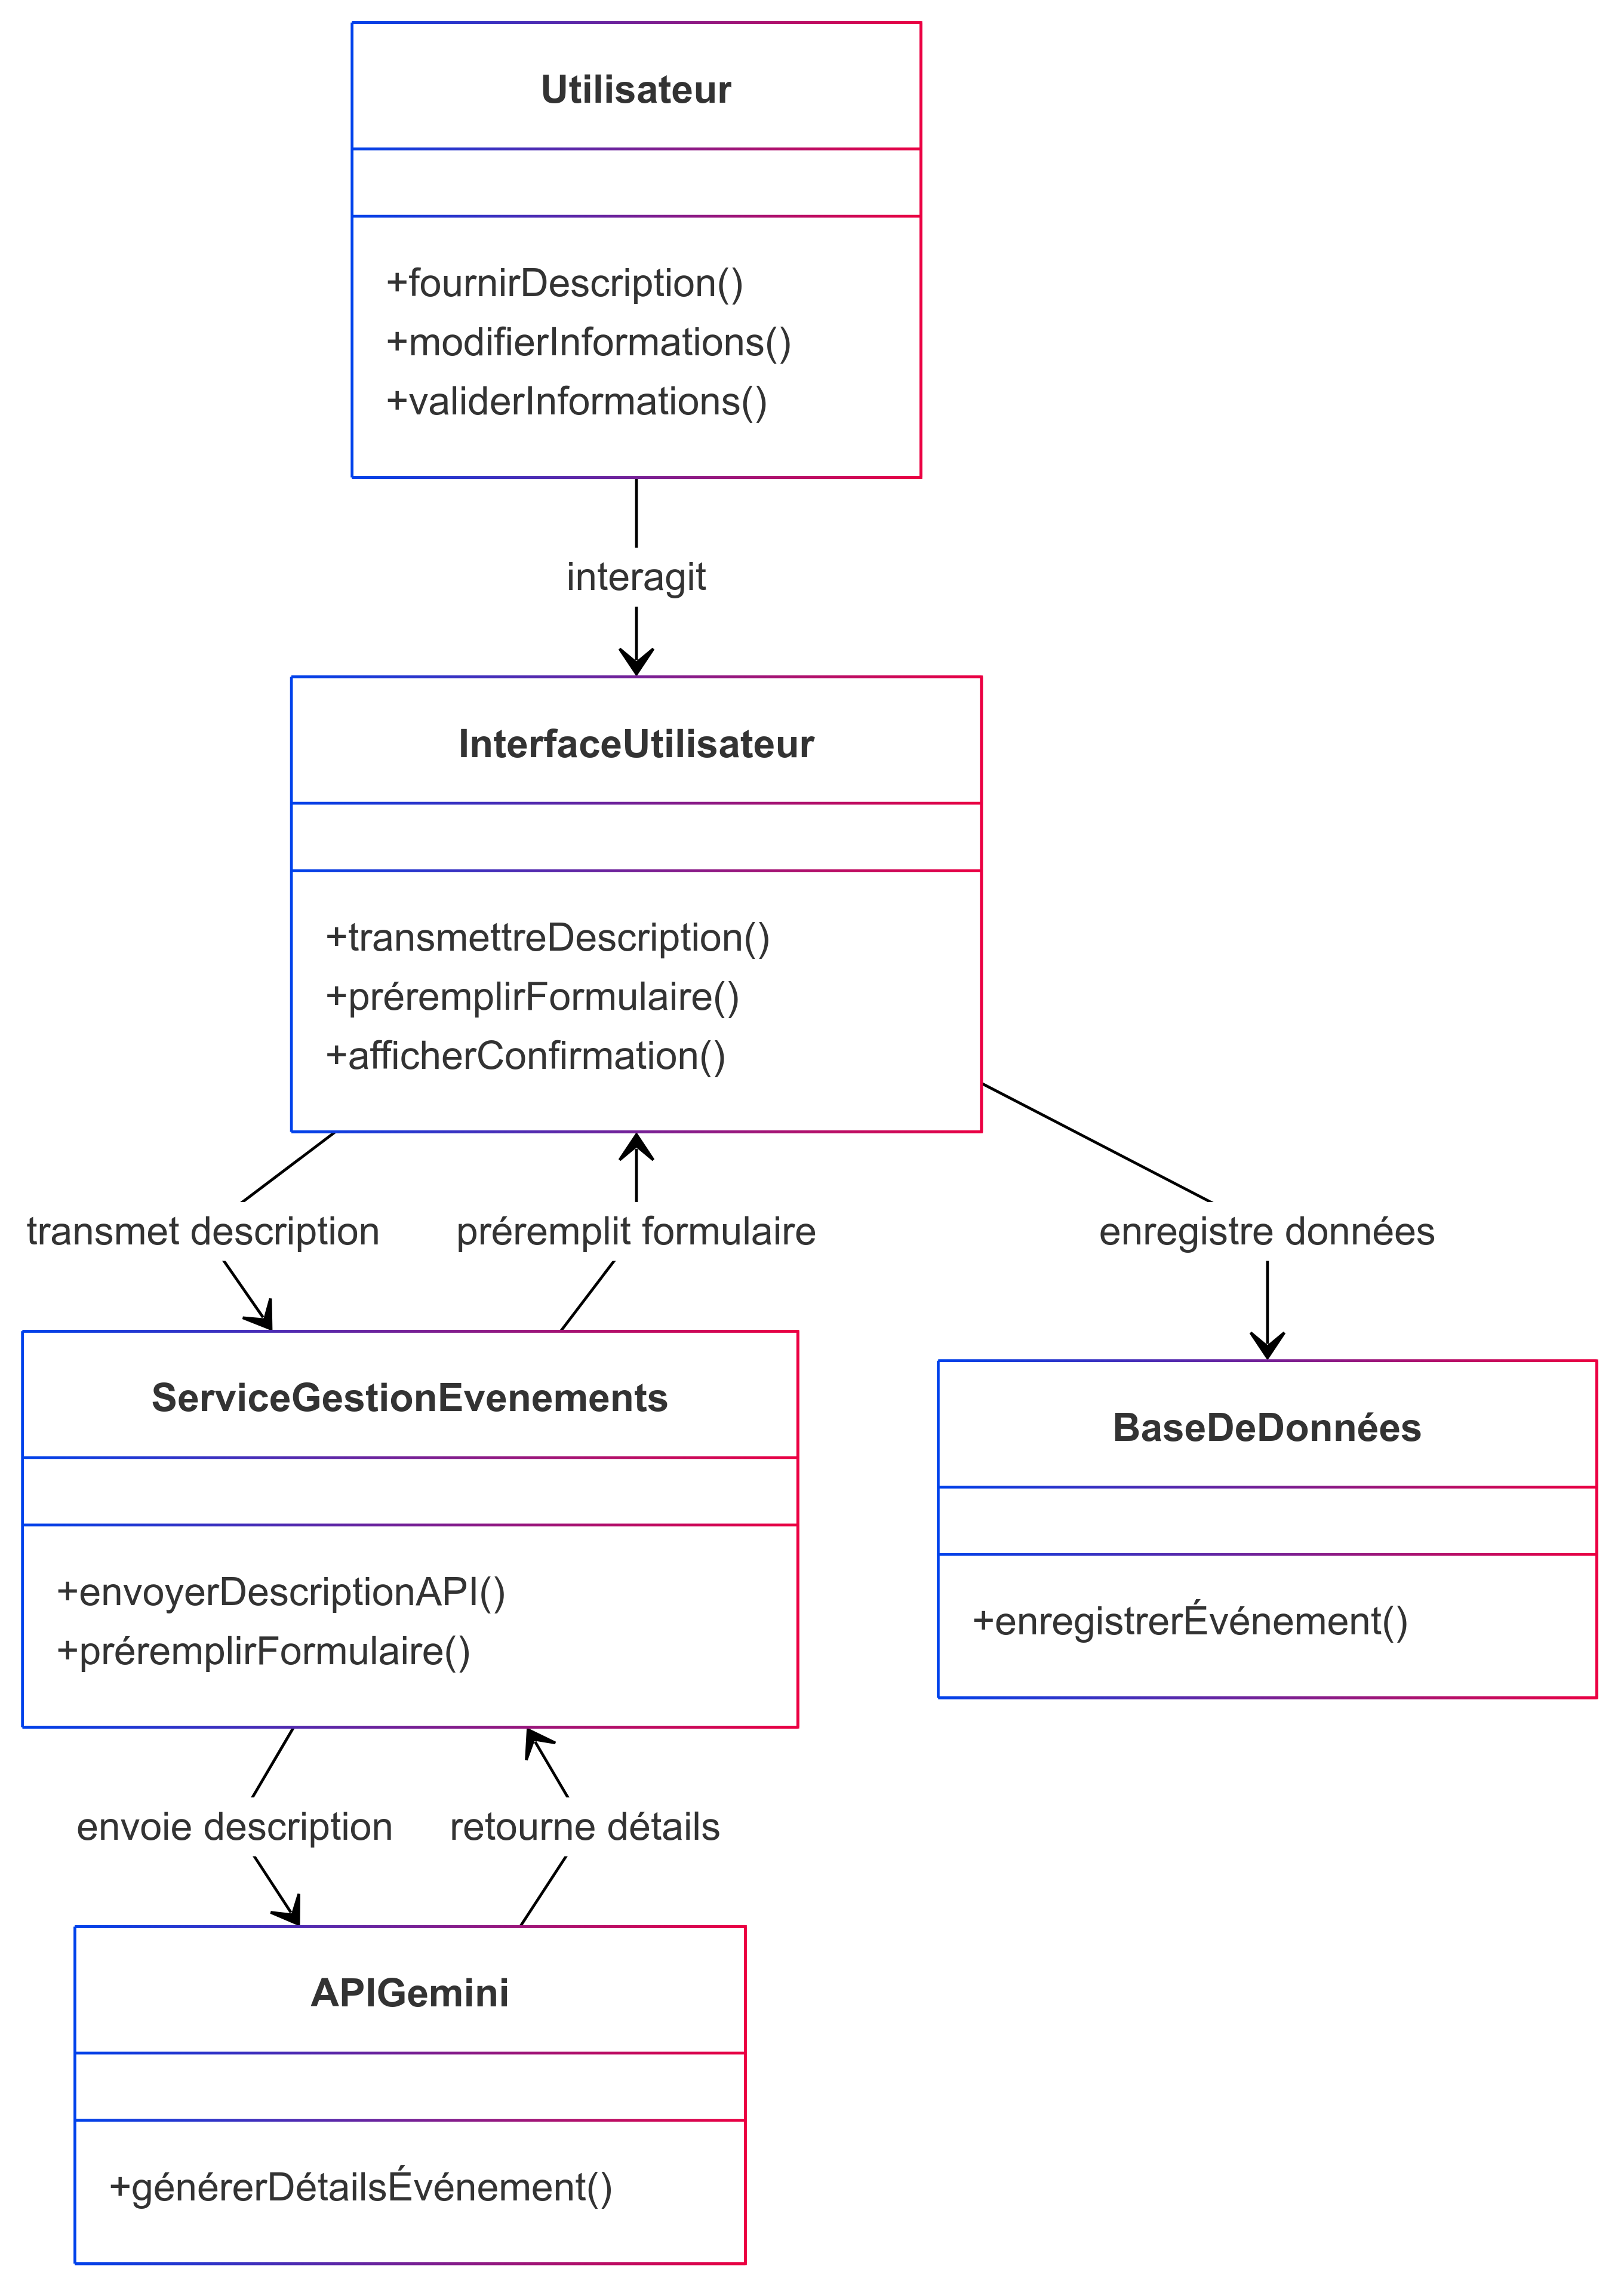 Utilisateur
+fournirDescription()
+modifierInformations()
+validerInformations()
interagit
InterfaceUtilisateur
+transmettreDescription()
+préremplirFormulaire()
+afficherConfirmation()
transmet description
préremplit formulaire
enregistre données
ServiceGestionEvenements
+envoyerDescriptionAPI()
+préremplirFormulaire()
BaseDeDonnées
+enregistrerÉvénement()
envoie description
retourne détails
APIGemini
+générerDétailsÉvénement()